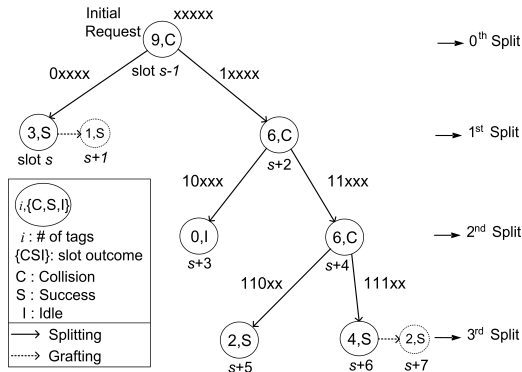 Initial
Request
xxxxx
9,C
slot s-1
0th Split
0xxxx
1xxxx
3,S
1,S
slot s
s+1
6,C
s+2
1st Split
10xxx
11xxx
0,I
s+3
6,C
s+4
2nd Split
110xx
111xx
2,S
s+5
4,S
s+6
2,S
s+7
3rd Split
i,{C,S,I}
i : # of tags
{CSI}: slot outcome
C : Collision
S : Success
I : Idle
Splitting
Grafting